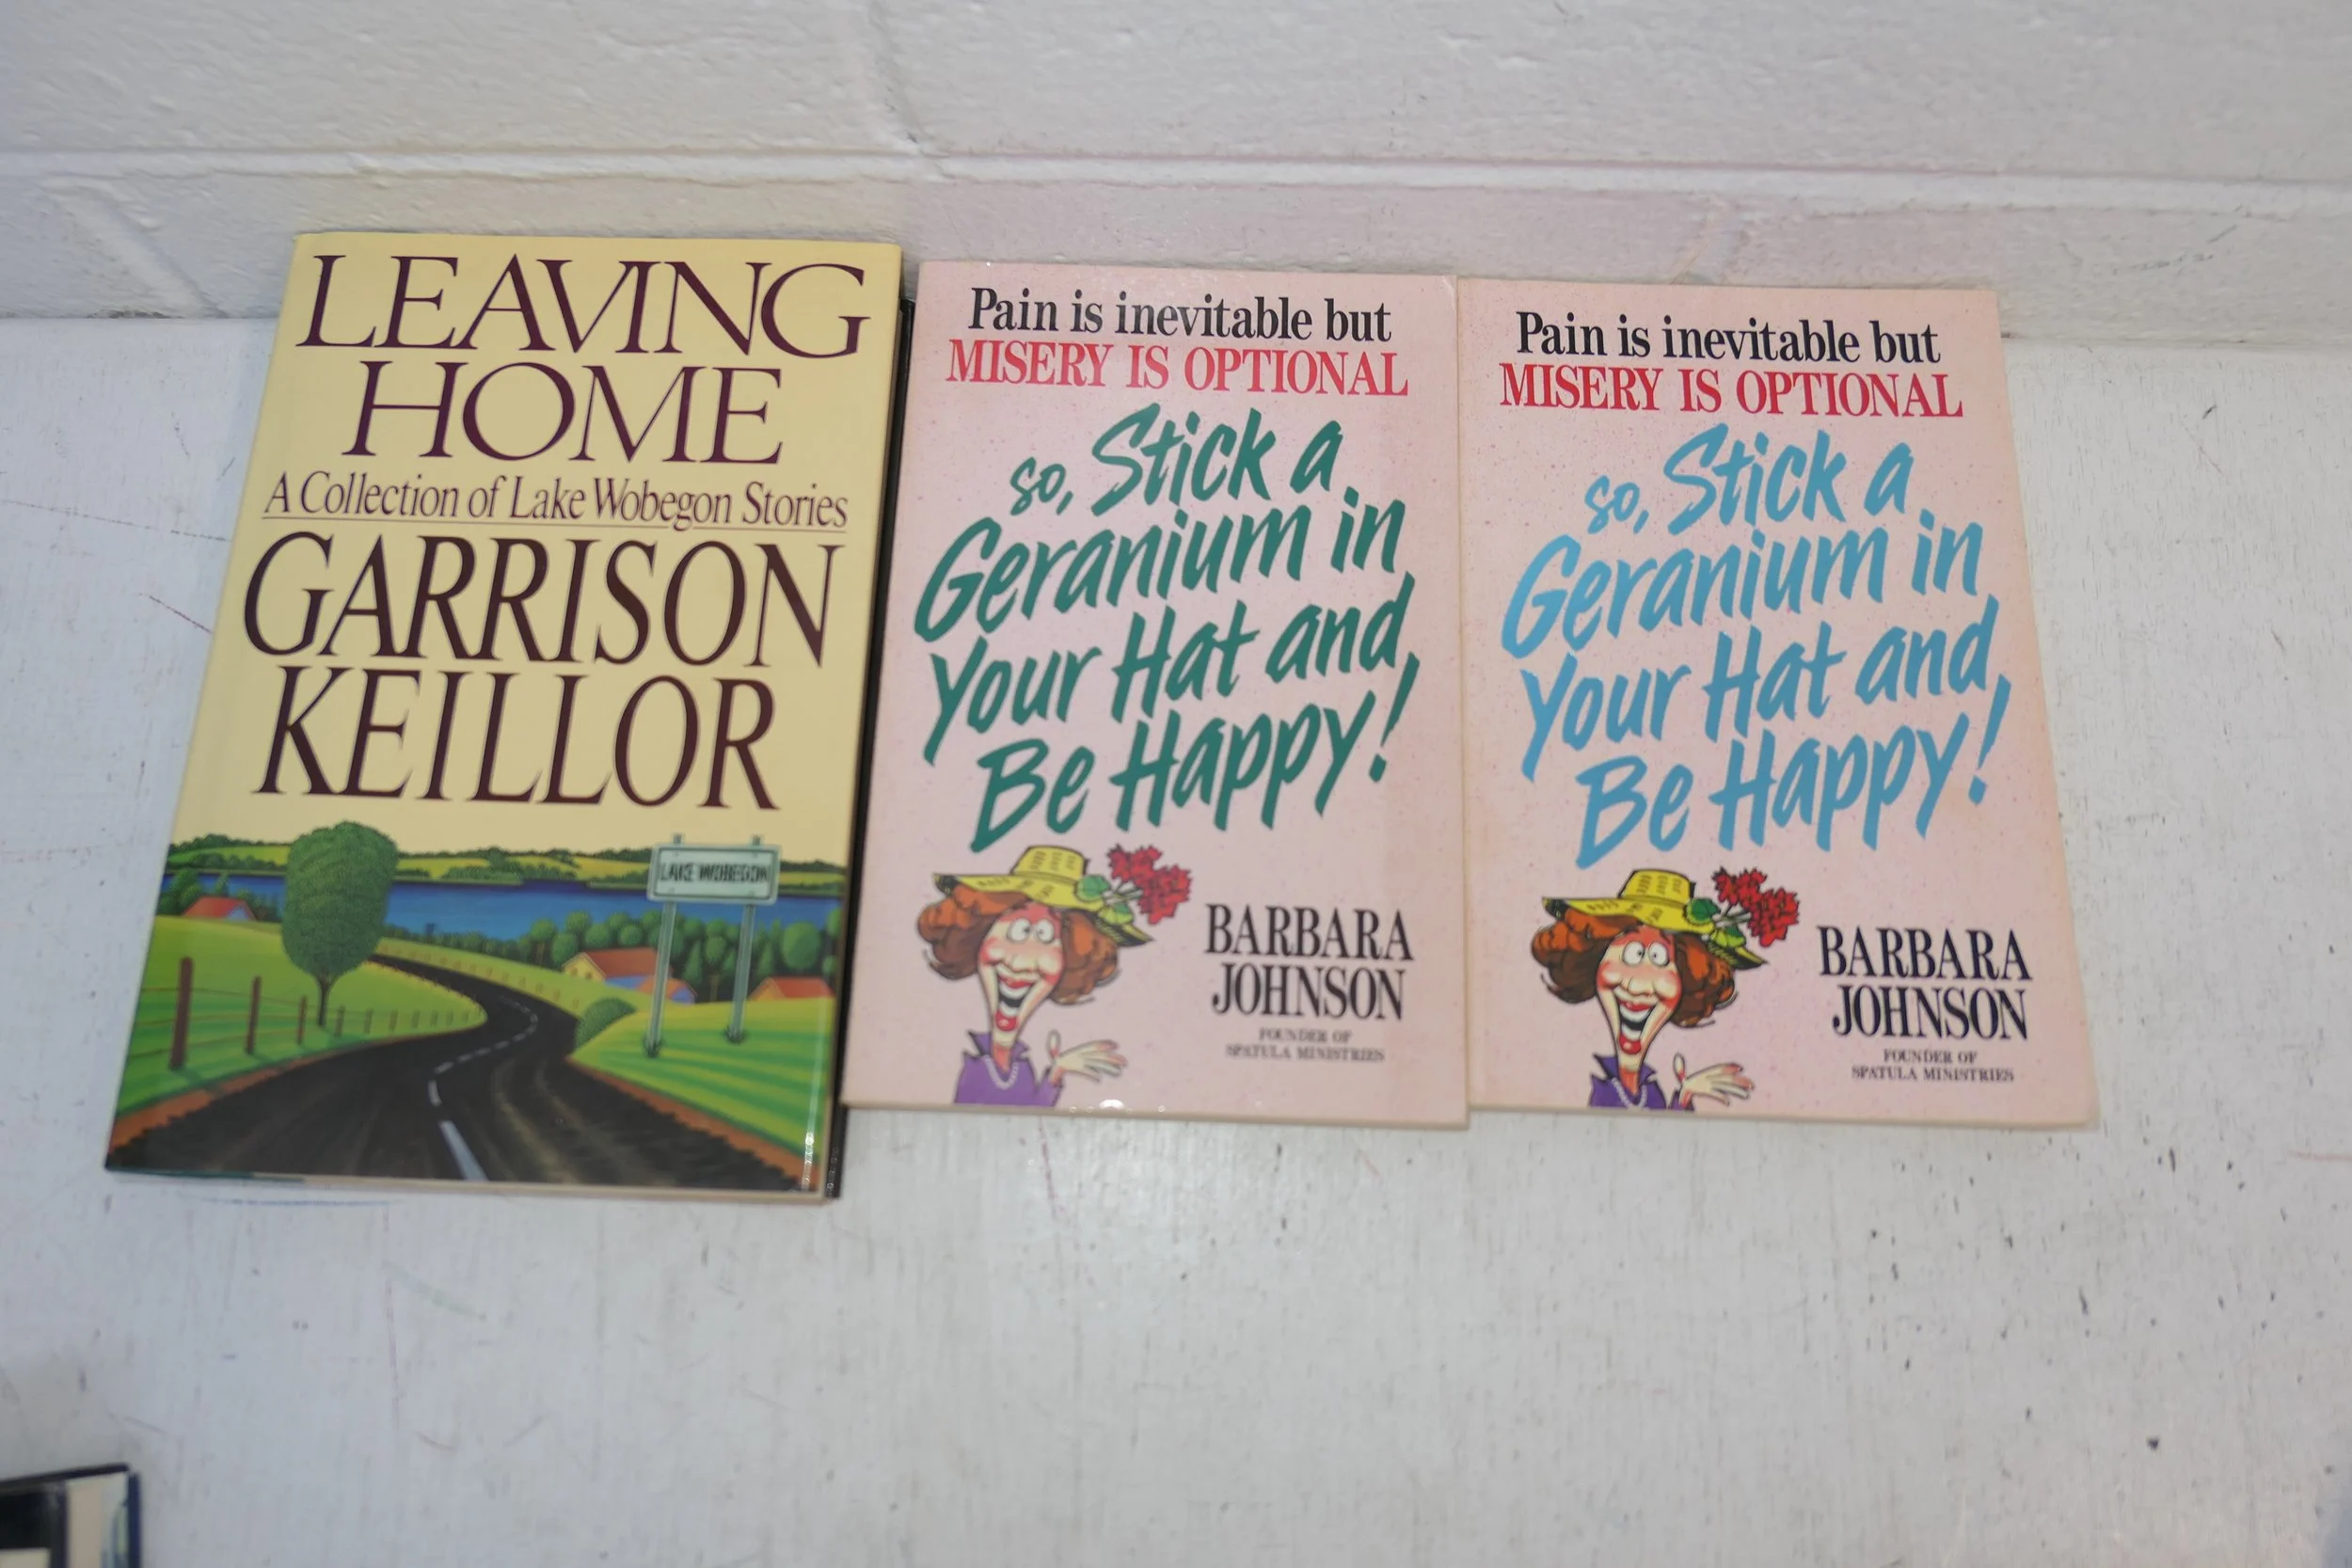 LEAVING
HOME
A Collection of Lake Wobegon Stories
GARRISON
KEILLOR
LAKE WOBEGON
Pain is inevitable but
MISERY IS OPTIONAL
so, Stick a
Geranium in
Your Hat and
Be Happy!
BARBARA
JOHNSON
FOUNDER OF
SPATULA MINISTRIES
Pain is inevitable but
MISERY IS OPTIONAL
so, Stick a
Geranium in
Your Hat and
Be Happy!
BARBARA
JOHNSON
FOUNDER OF
SPATULA MINISTRIES